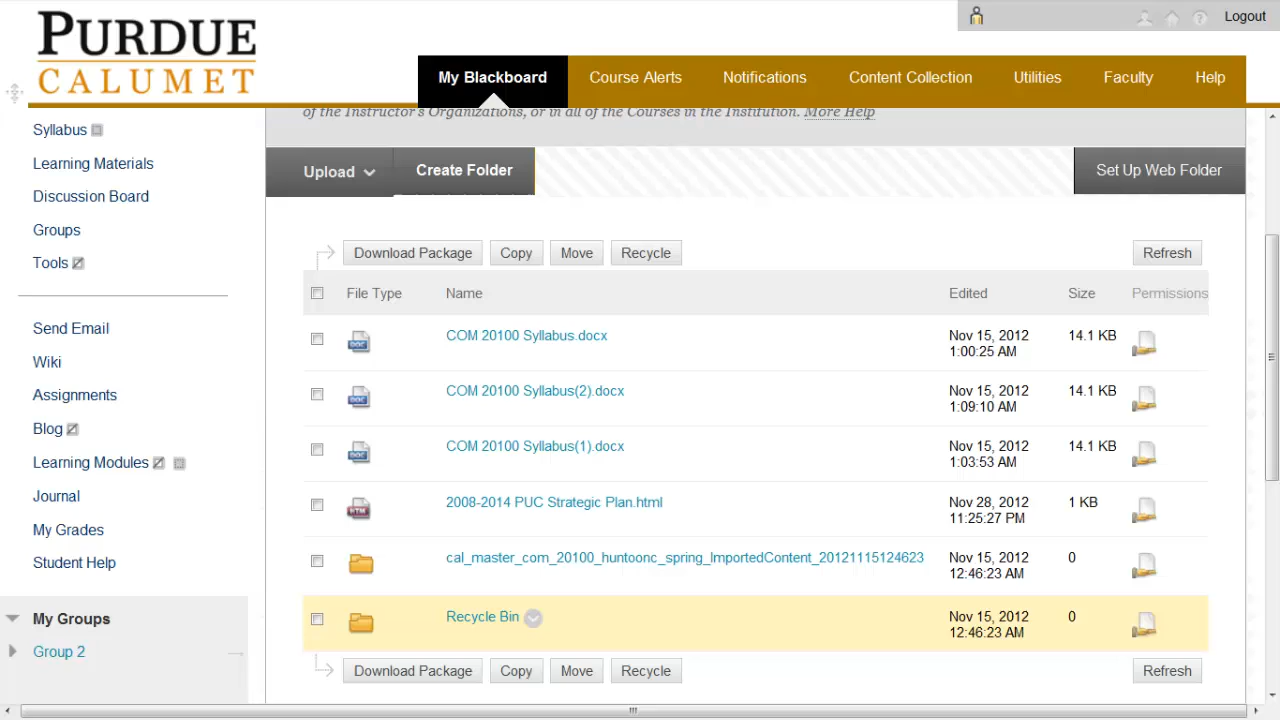 PURDUE
CALUMET
Logout
My Blackboard
Course Alerts
Notifications
Content Collection
Utilities
Faculty
Help
of the Instructor's Organizations, or in all of the Courses in the Institution. More Help
Syllabus
Learning Materials
Discussion Board
Groups
Tools
Send Email
Wiki
Assignments
Blog
Learning Modules
Journal
My Grades
Student Help
My Groups
Group 2
Upload
Create Folder
Set Up Web Folder
Download Package Copy Move Recycle Refresh
File Type Name Edited Size Permissions
COM 20100 Syllabus.docx Nov 15, 2012 14.1 KB
1:00:25 AM
COM 20100 Syllabus(2).docx Nov 15, 2012 14.1 KB
1:09:10 AM
COM 20100 Syllabus(1).docx Nov 15, 2012 14.1 KB
1:03:53 AM
2008-2014 PUC Strategic Plan.html Nov 28, 2012 1 KB
11:25:27 PM
cal_master_com_20100_huntoonc_spring_ImportedContent_20121115124623 Nov 15, 2012 0
12:46:23 AM
Recycle Bin Nov 15, 2012 0
12:46:23 AM
Download Package Copy Move Recycle Refresh